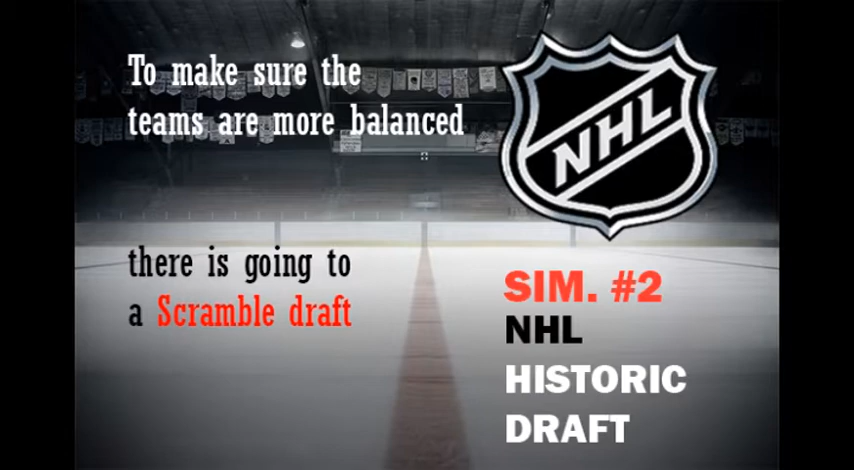 To make sure the
teams are more balanced
there is going to
a Scramble draft
NHL
SIM. #2
NHL
HISTORIC
DRAFT